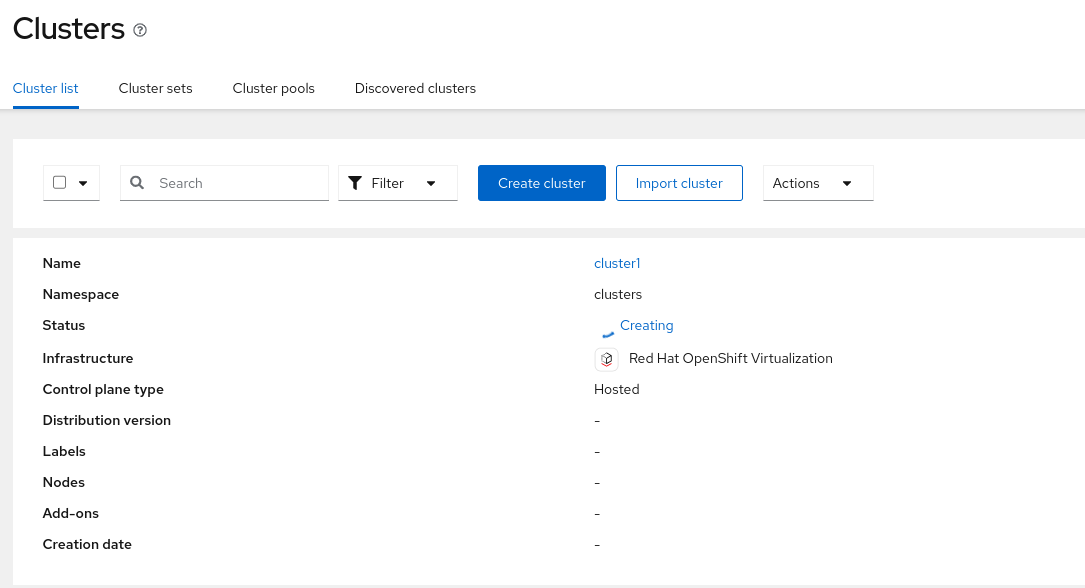 Clusters
Cluster list Cluster sets Cluster pools Discovered clusters
Search Filter Create cluster Import cluster Actions
Name cluster1
Namespace clusters
Status Creating
Infrastructure Red Hat OpenShift Virtualization
Control plane type Hosted
Distribution version -
Labels -
Nodes -
Add-ons -
Creation date -